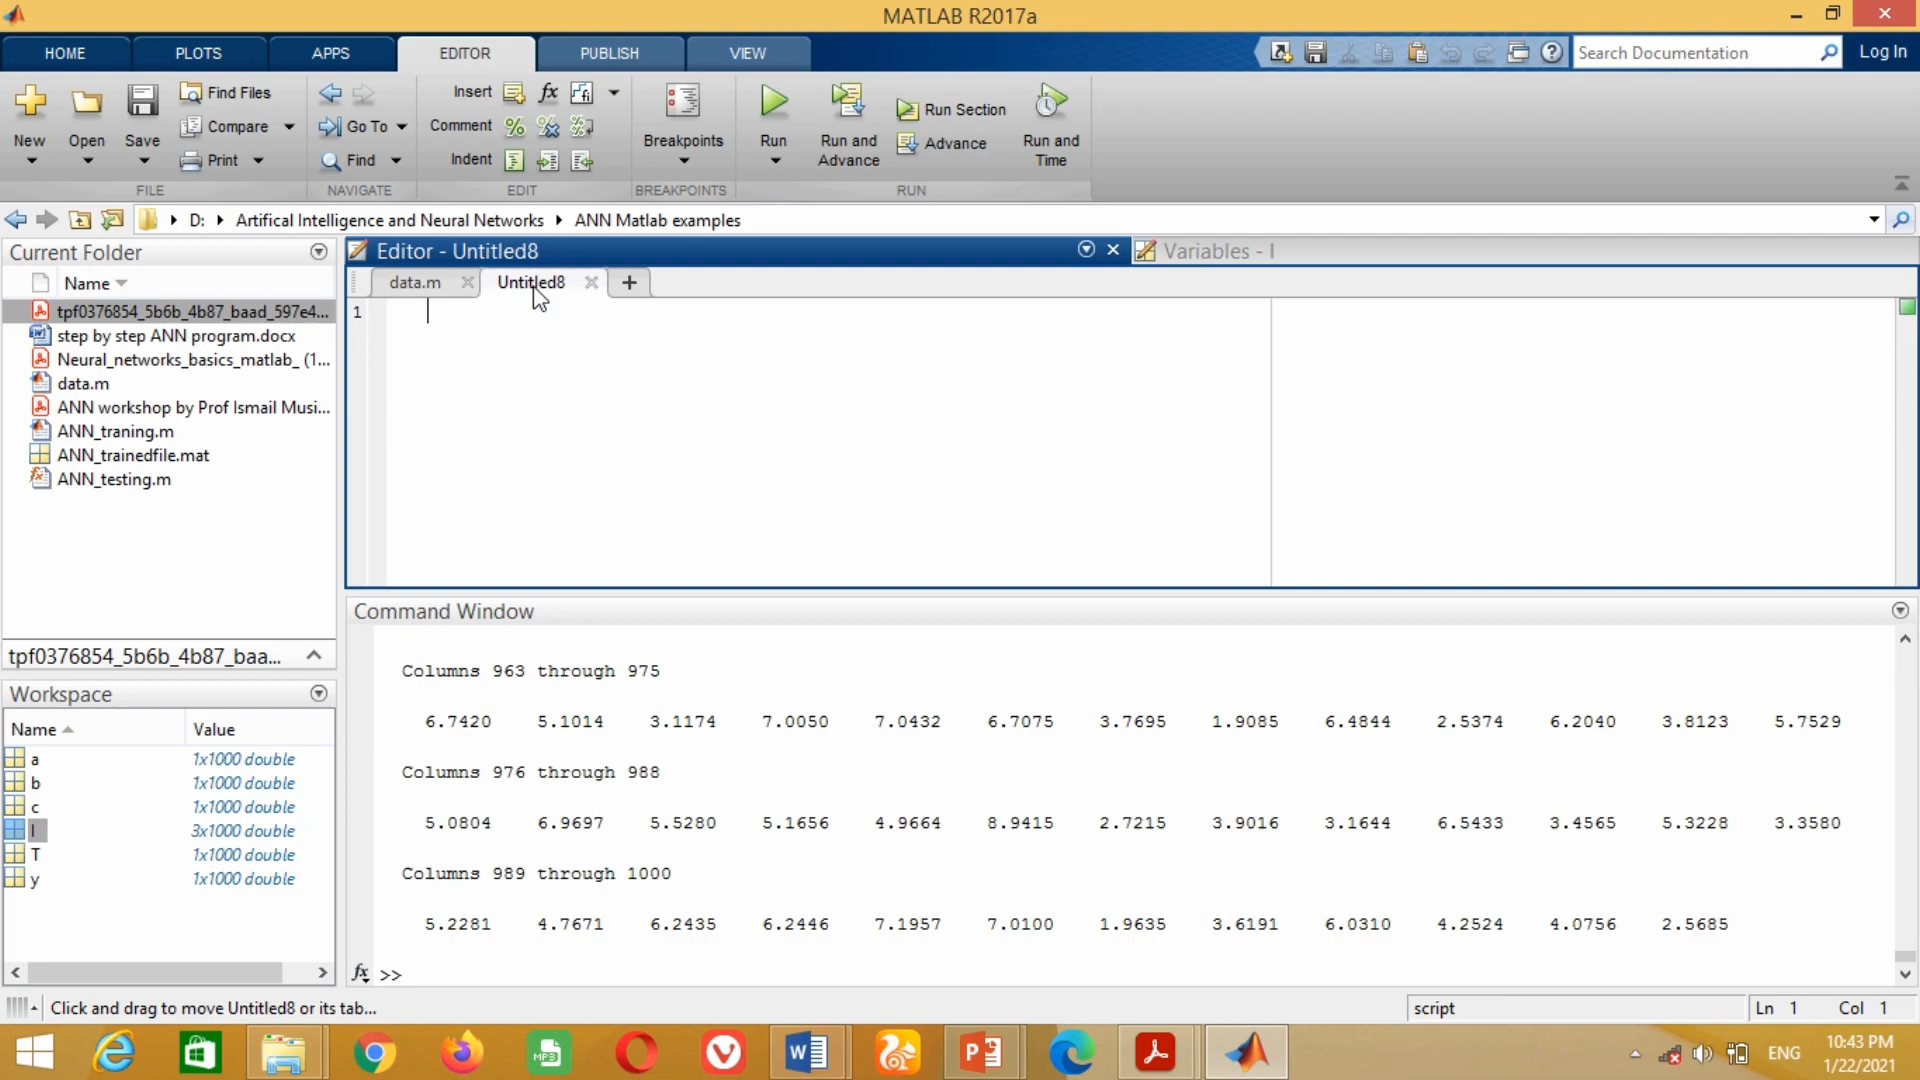 MATLAB R2017a
HOME PLOTS APPS EDITOR PUBLISH VIEW Search Documentation Log In
New Open Save Find Files Compare Print Go To Find Insert Comment Indent Breakpoints Run Run and Advance Run Section Advance Run and Time
FILE NAVIGATE EDIT BREAKPOINTS RUN
D: Artifical Intelligence and Neural Networks ANN Matlab examples
Current Folder
Name
tpf0376854_5b6b_4b87_baad_597e4...
step by step ANN program.docx
Neural_networks_basics_matlab_ (1...
data.m
ANN workshop by Prof Ismail Musi...
ANN_traning.m
ANN_trainedfile.mat
ANN_testing.m
tpf0376854_5b6b_4b87_baa...
Workspace
Name Value
a 1x1000 double
b 1x1000 double
c 1x1000 double
I 3x1000 double
T 1x1000 double
y 1x1000 double
Editor - Untitled8
Variables - I
data.m Untitled8
1
Command Window
Columns 963 through 975
6.7420 5.1014 3.1174 7.0050 7.0432 6.7075 3.7695 1.9085 6.4844 2.5374 6.2040 3.8123 5.7529
Columns 976 through 988
5.0804 6.9697 5.5280 5.1656 4.9664 8.9415 2.7215 3.9016 3.1644 6.5433 3.4565 5.3228 3.3580
Columns 989 through 1000
5.2281 4.7671 6.2435 6.2446 7.1957 7.0100 1.9635 3.6191 6.0310 4.2524 4.0756 2.5685
fx >>
Click and drag to move Untitled8 or its tab...
script Ln 1 Col 1
MP3
ENG
10:43 PM
1/22/2021